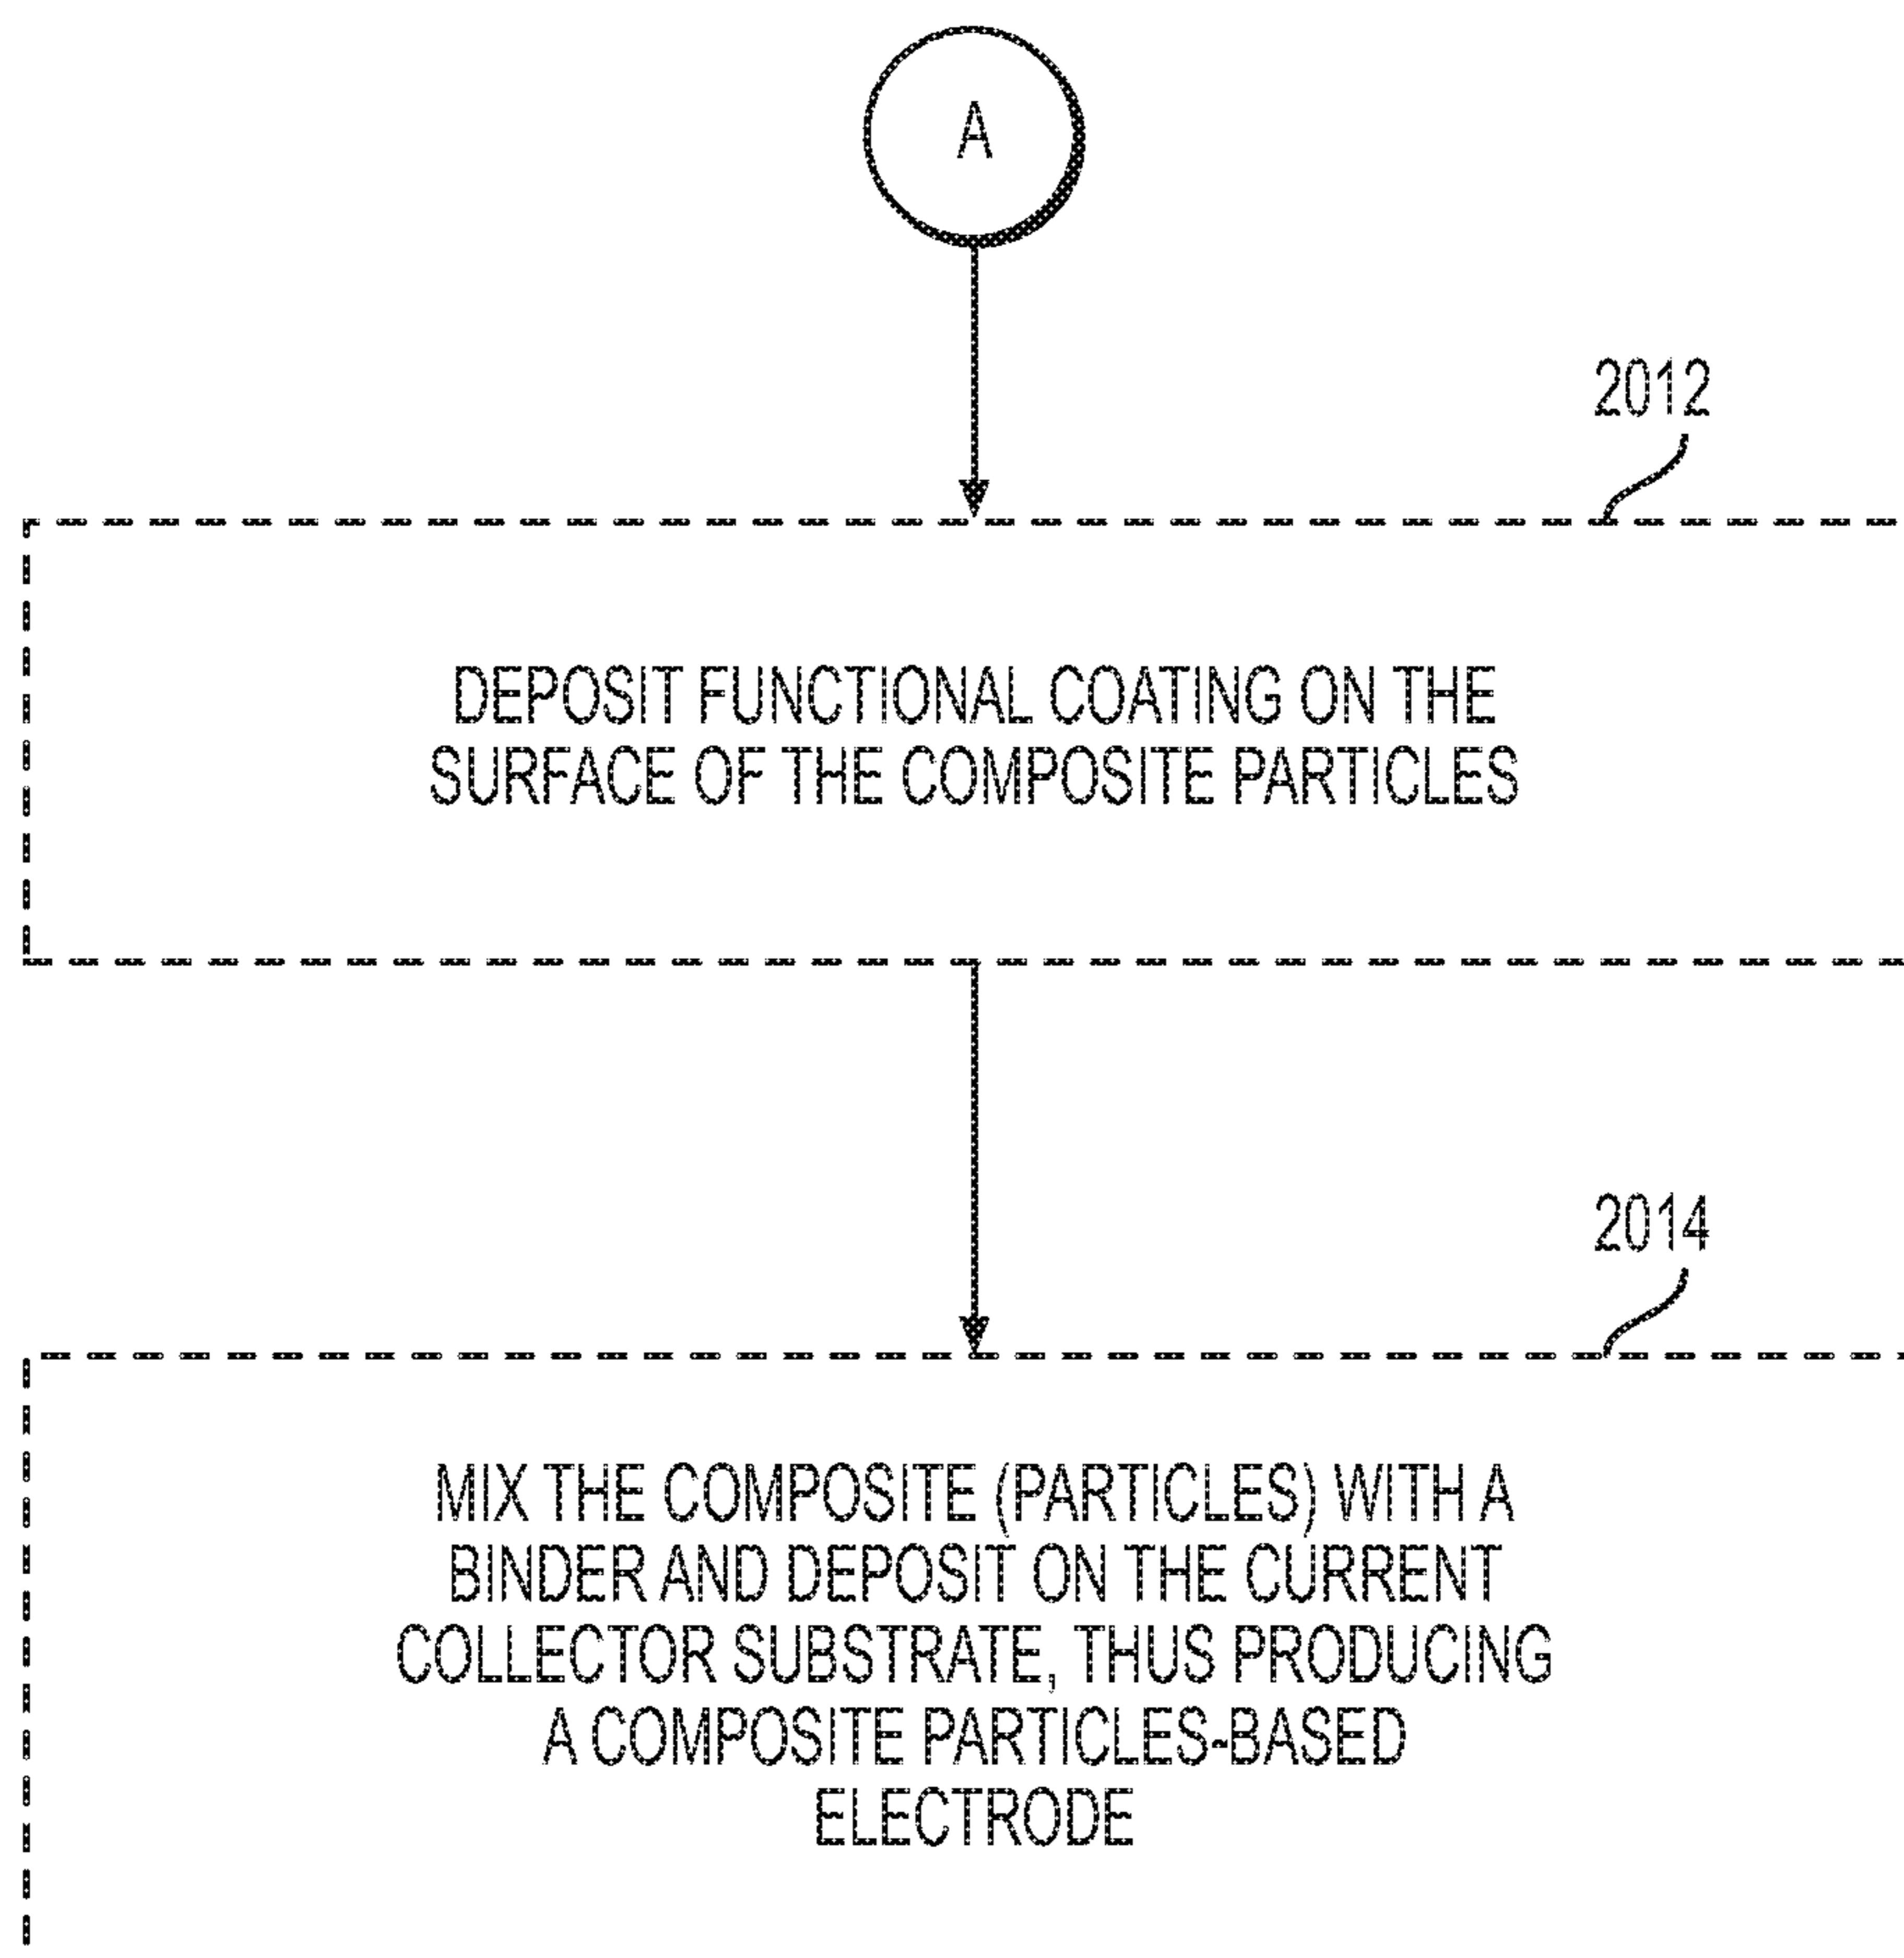 A
2012
DEPOSIT FUNCTIONAL COATING ON THE
SURFACE OF THE COMPOSITE PARTICLES
2014
MIX THE COMPOSITE (PARTICLES) WITH A
BINDER AND DEPOSIT ON THE CURRENT
COLLECTOR SUBSTRATE, THUS PRODUCING
A COMPOSITE PARTICLES-BASED
ELECTRODE